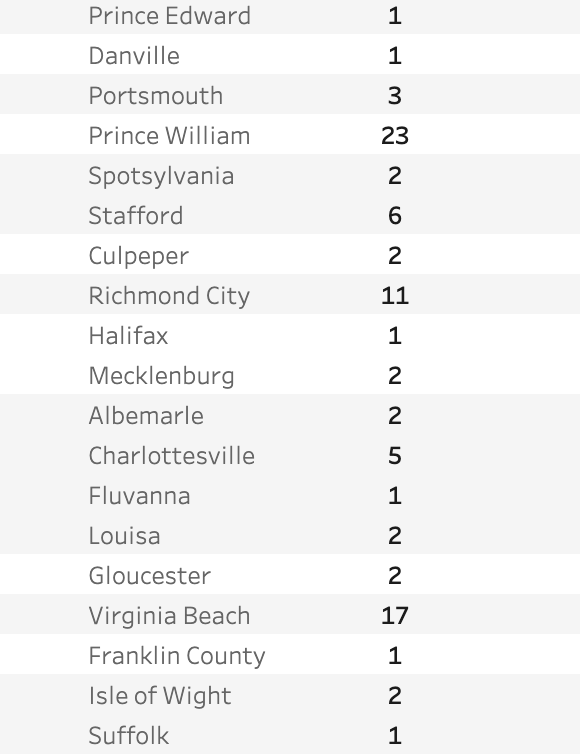 Prince Edward 1
Danville 1
Portsmouth 3
Prince William 23
Spotsylvania 2
Stafford 6
Culpeper 2
Richmond City 11
Halifax 1
Mecklenburg 2
Albemarle 2
Charlottesville 5
Fluvanna 1
Louisa 2
Gloucester 2
Virginia Beach 17
Franklin County 1
Isle of Wight 2
Suffolk 1